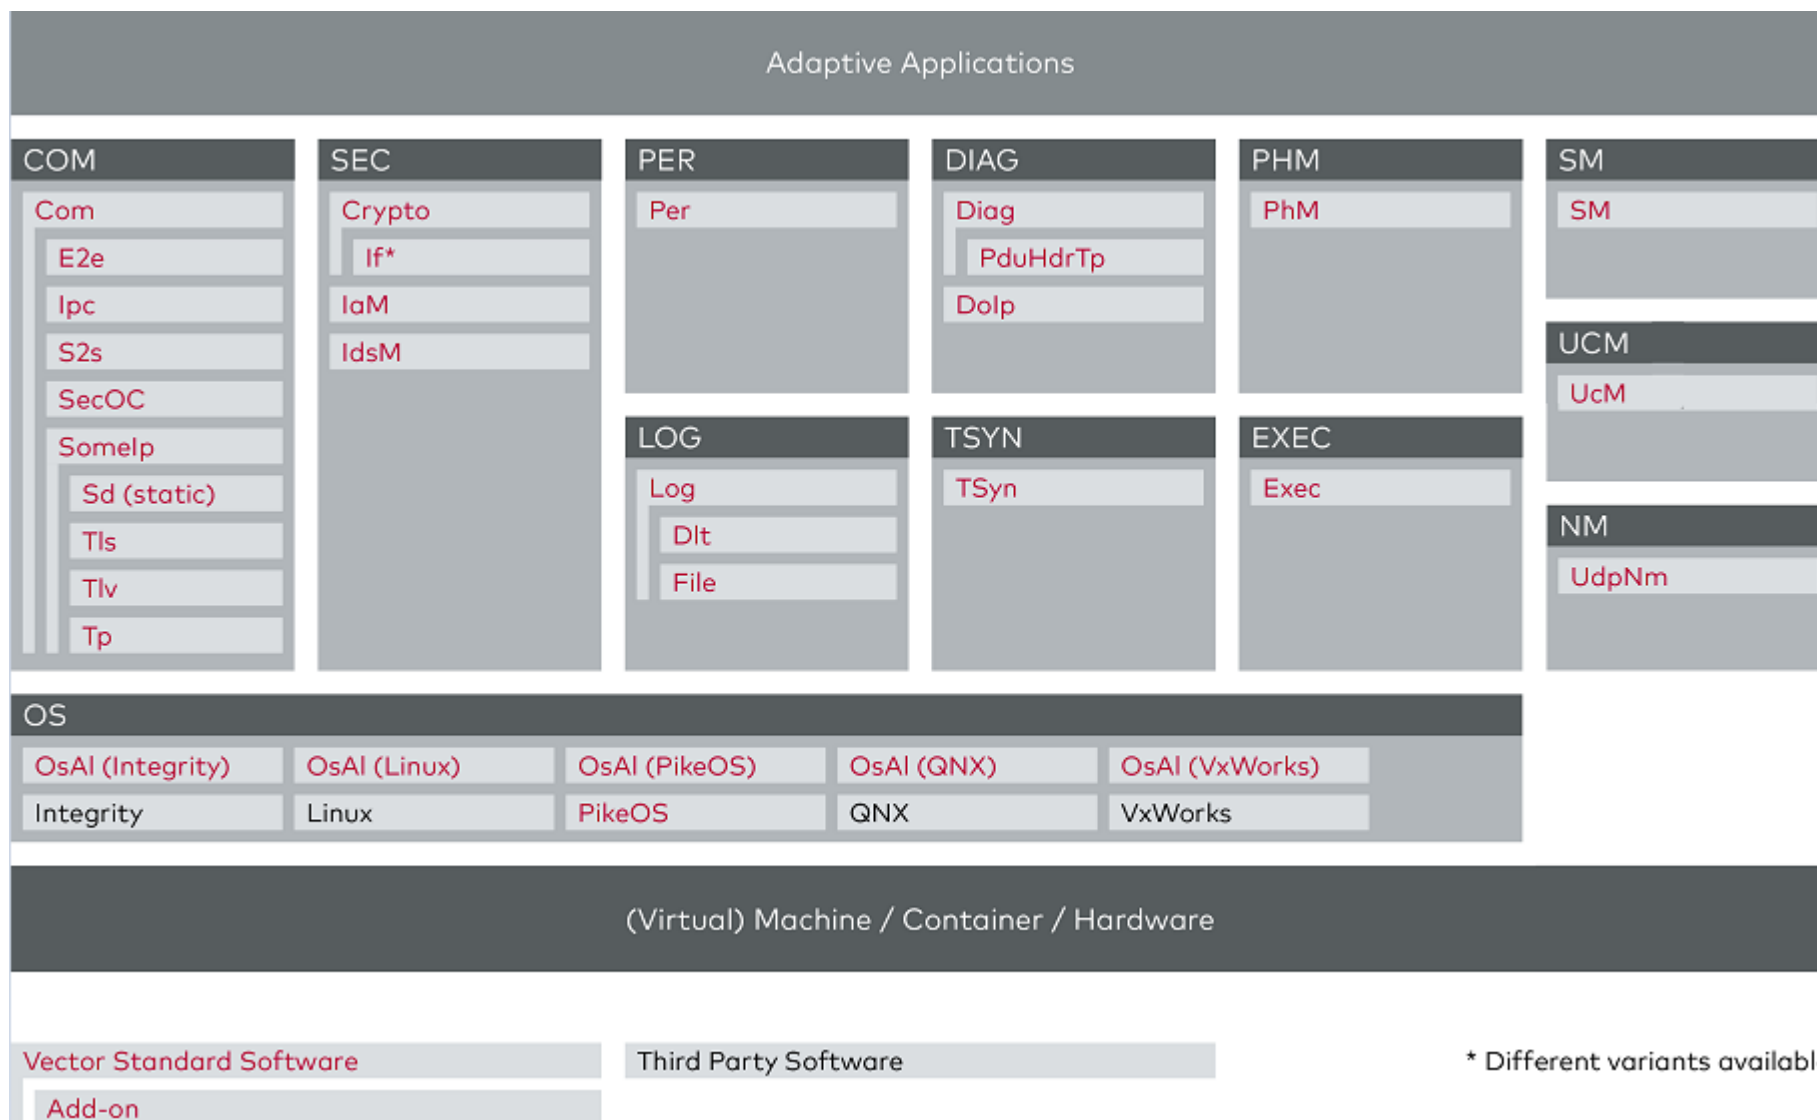 Adaptive Applications
COM
Com
E2e
Ipc
S2s
SecOC
SomeIp
Sd (static)
Tls
Tlv
Tp
SEC
Crypto
If*
IaM
IdsM
PER
Per
LOG
Log
Dlt
File
DIAG
Diag
PduHdrTp
DoIp
TSYN
TSyn
PHM
PhM
EXEC
Exec
SM
SM
UCM
UcM
NM
UdpNm
OS
OsAl (Integrity)
OsAl (Linux)
OsAl (PikeOS)
OsAl (QNX)
OsAl (VxWorks)
Integrity
Linux
PikeOS
QNX
VxWorks
(Virtual) Machine / Container / Hardware
Vector Standard Software
Add-on
Third Party Software
* Different variants availabl